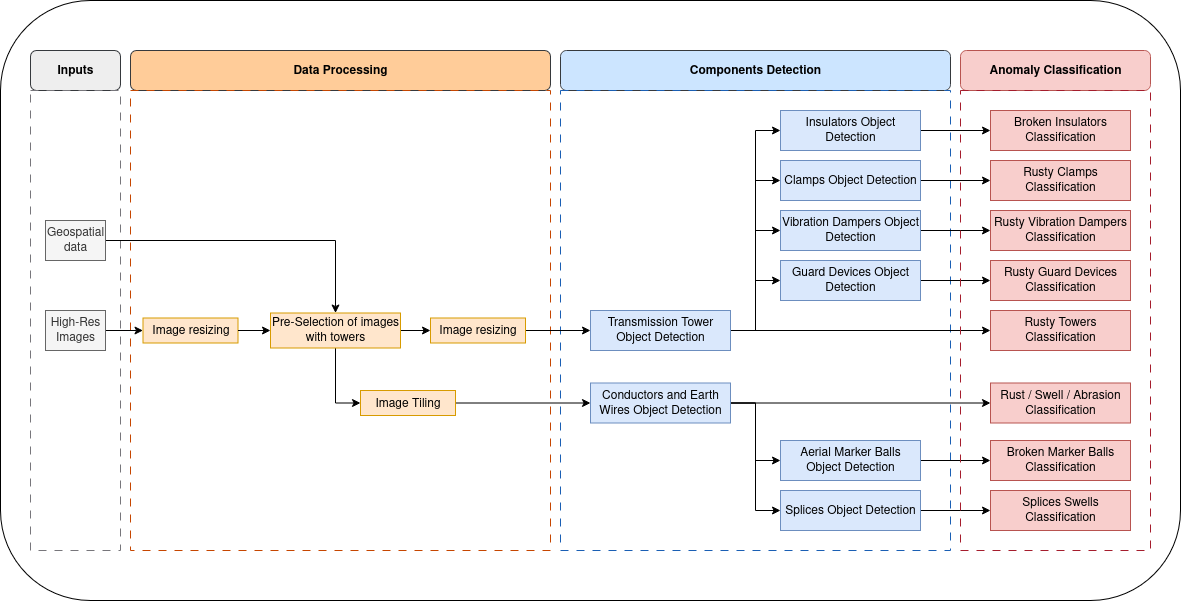 Inputs
Data Processing
Components Detection
Anomaly Classification
Insulators Object
Detection
Broken Insulators
Classification
Clamps Object Detection
Rusty Clamps
Classification
Geospatial
data
Vibration Dampers Object
Detection
Rusty Vibration Dampers
Classification
Guard Devices Object
Detection
Rusty Guard Devices
Classification
High-Res
Images
Image resizing
Pre-Selection of images
with towers
Image resizing
Transmission Tower
Object Detection
Rusty Towers
Classification
Image Tiling
Conductors and Earth
Wires Object Detection
Rust / Swell / Abrasion
Classification
Aerial Marker Balls
Object Detection
Broken Marker Balls
Classification
Splices Object Detection
Splices Swells
Classification